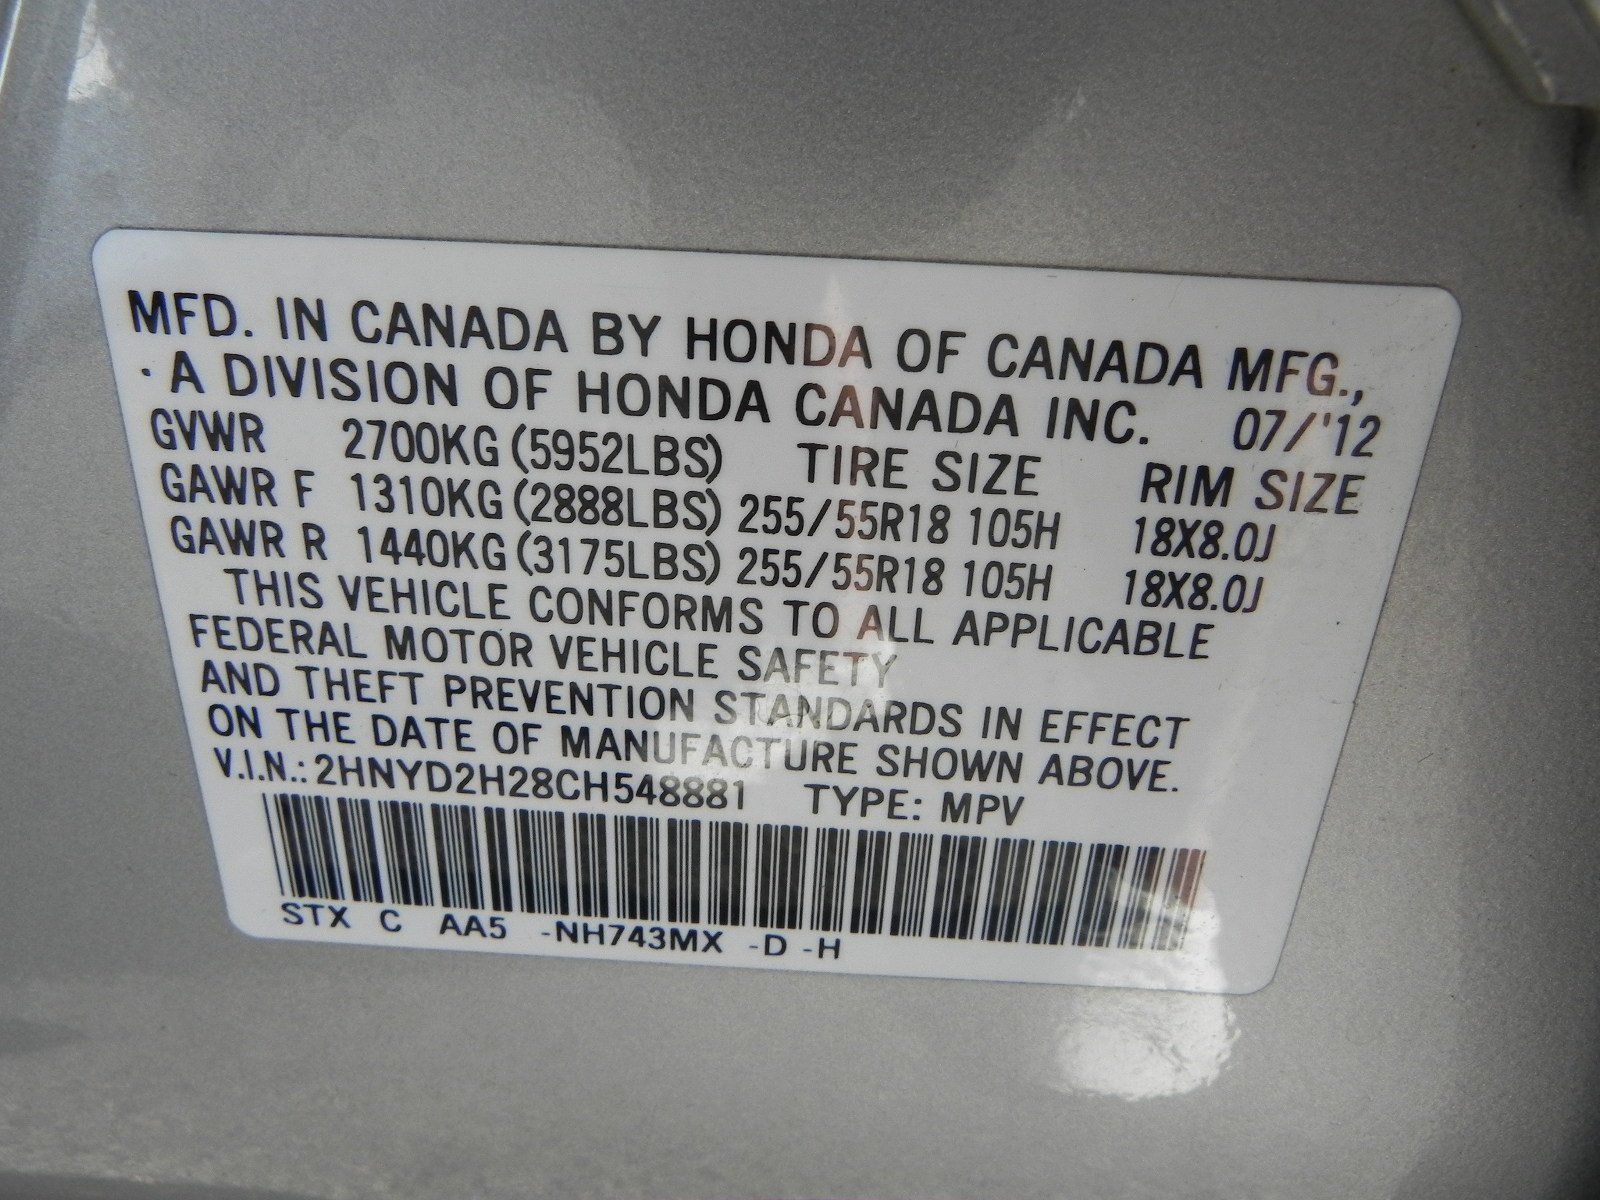 MFD. IN CANADA BY HONDA OF CANADA MFG.,
· A DIVISION OF HONDA CANADA INC. 07/'12
GVWR 2700KG (5952LBS) TIRE SIZE RIM SIZE
GAWR F 1310KG (2888LBS) 255/55R18 105H 18X8.0J
GAWR R 1440KG (3175LBS) 255/55R18 105H 18X8.0J
THIS VEHICLE CONFORMS TO ALL APPLICABLE
FEDERAL MOTOR VEHICLE SAFETY
AND THEFT PREVENTION STANDARDS IN EFFECT
ON THE DATE OF MANUFACTURE SHOWN ABOVE.
V.I.N.: 2HNYD2H28CH548881 TYPE: MPV
STX C AA5 -NH743MX -D -H